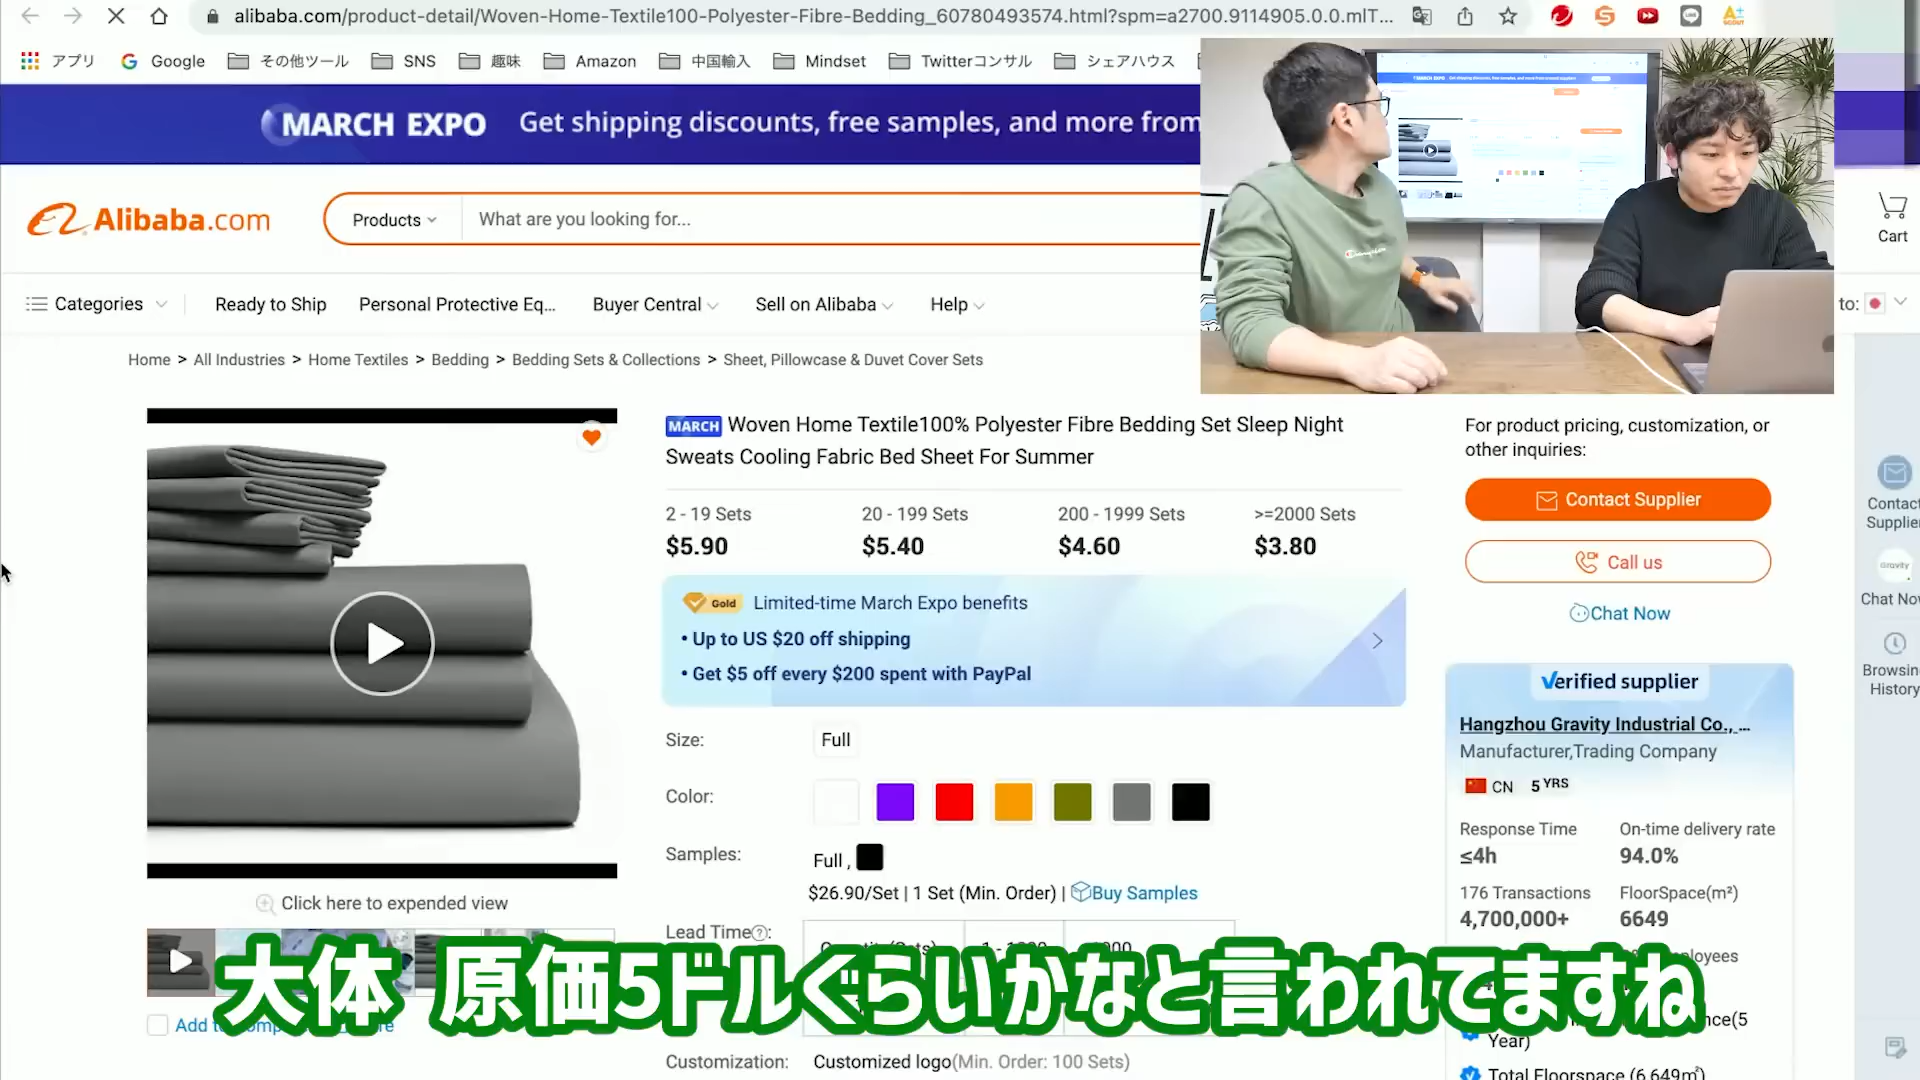 alibaba.com/product-detail/Woven-Home-Textile100-Polyester-Fibre-Bedding_60780493574.html?spm=a2700.9114905.0.0.mlT...
アプリ Google その他ツール SNS 趣味 Amazon 中国輸入 Mindset Twitterコンサル シェアハウス
MARCH EXPO Get shipping discounts, free samples, and more from
Alibaba.com
Products What are you looking for...
Cart
Categories Ready to Ship Personal Protective Eq... Buyer Central Sell on Alibaba Help
to:
Home > All Industries > Home Textiles > Bedding > Bedding Sets & Collections > Sheet, Pillowcase & Duvet Cover Sets
MARCH Woven Home Textile100% Polyester Fibre Bedding Set Sleep Night
Sweats Cooling Fabric Bed Sheet For Summer
2 - 19 Sets 20 - 199 Sets 200 - 1999 Sets >=2000 Sets
$5.90 $5.40 $4.60 $3.80
Gold Limited-time March Expo benefits
• Up to US $20 off shipping
• Get $5 off every $200 spent with PayPal
Size: Full
Color:
Samples: Full ,
$26.90/Set | 1 Set (Min. Order) | Buy Samples
Lead Time?:
Customization: Customized logo(Min. Order: 100 Sets)
Click here to expended view
Add to
For product pricing, customization, or
other inquiries:
Contact Supplier
Call us
Chat Now
Verified supplier
Hangzhou Gravity Industrial Co., ...
Manufacturer,Trading Company
CN 5 YRS
Response Time On-time delivery rate
≤4h 94.0%
176 Transactions FloorSpace(m²)
4,700,000+ 6649
Year)
Total Floorspace (6,649㎡)
Contact
Supplie
Gravity
Chat No
Browsin
History
大体 原価5ドルぐらいかなと言われてますね